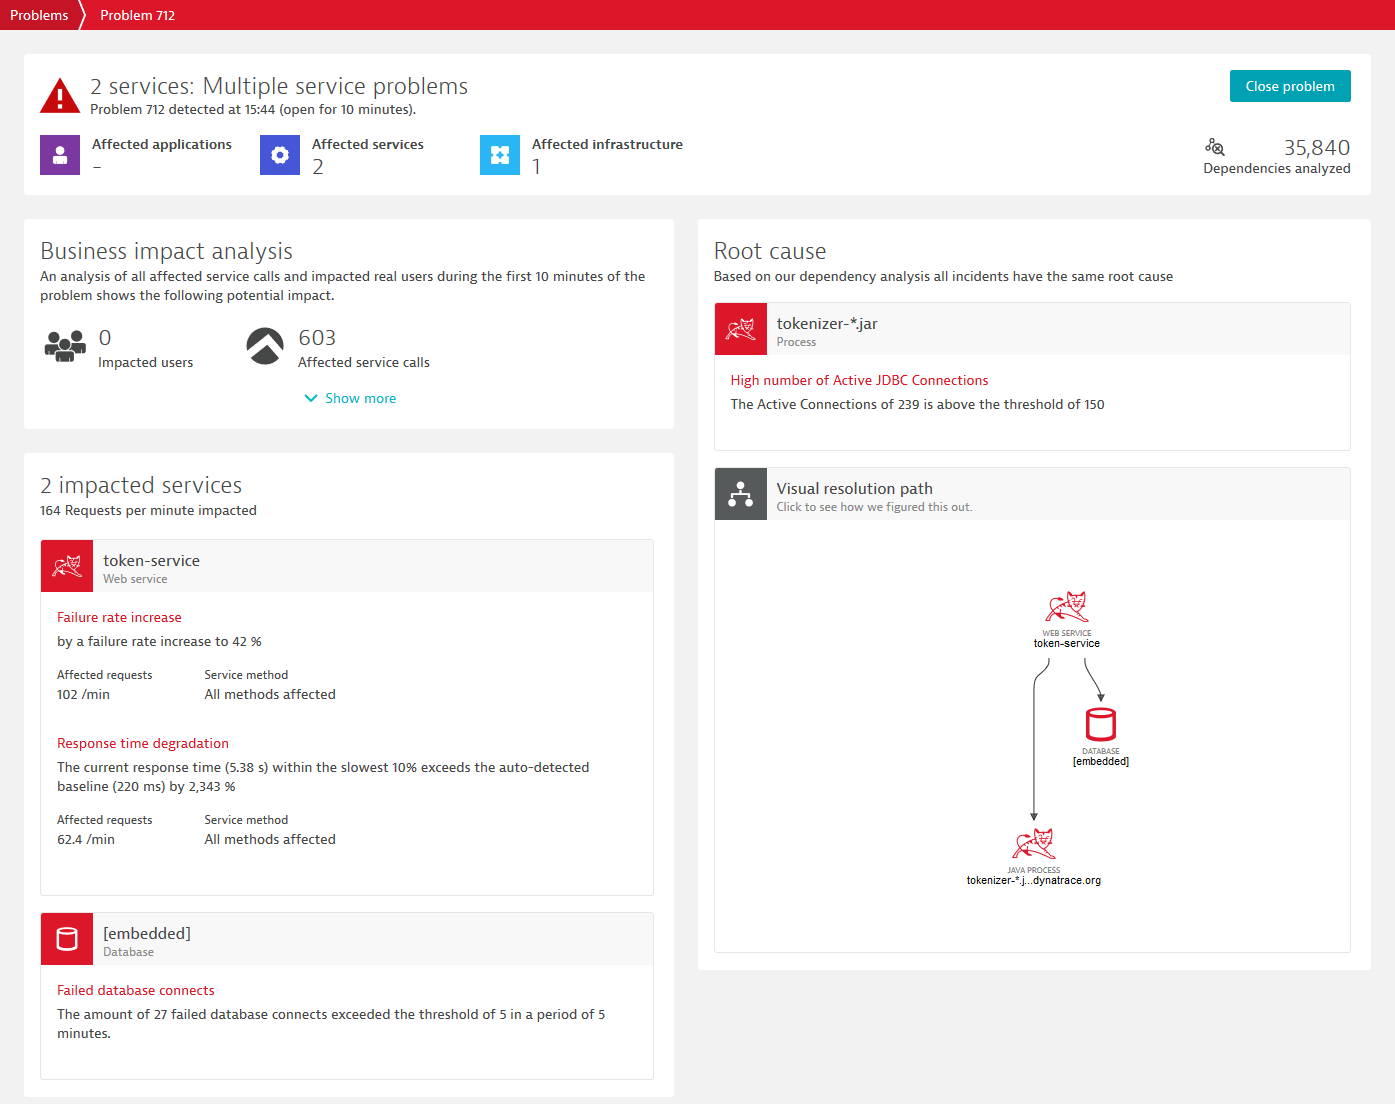 Problems
Problem 712
2 services: Multiple service problems
Problem 712 detected at 15:44 (open for 10 minutes).
Close problem
Affected applications
–
Affected services
2
Affected infrastructure
1
35,840
Dependencies analyzed
Business impact analysis
An analysis of all affected service calls and impacted real users during the first 10 minutes of the
problem shows the following potential impact.
0
Impacted users
603
Affected service calls
Show more
2 impacted services
164 Requests per minute impacted
token-service
Web service
Failure rate increase
by a failure rate increase to 42 %
Affected requests
Service method
102 /min
All methods affected
Response time degradation
The current response time (5.38 s) within the slowest 10% exceeds the auto-detected
baseline (220 ms) by 2,343 %
Affected requests
Service method
62.4 /min
All methods affected
[embedded]
Database
Failed database connects
The amount of 27 failed database connects exceeded the threshold of 5 in a period of 5
minutes.
Root cause
Based on our dependency analysis all incidents have the same root cause
tokenizer-*.jar
Process
High number of Active JDBC Connections
The Active Connections of 239 is above the threshold of 150
Visual resolution path
Click to see how we figured this out.
WEB SERVICE
token-service
DATABASE
[embedded]
JAVA PROCESS
tokenizer-*.j...dynatrace.org